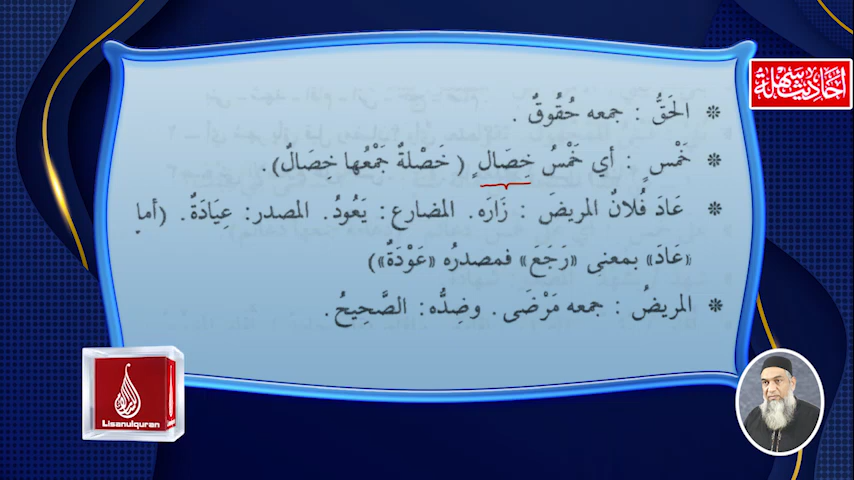 أحاديث سهلة
* الحَقُّ : جمعه حُقُوقٌ .
* خَمْسٍ : أي خَمْسُ خِصَالٍ ( خَصْلةٌ جَمْعُها خِصَالٌ).
* عَادَ فُلانٌ المريضَ : زَارَه. المضارع: يَعُودُ. المصدر: عِيَادَةٌ. (أما
«عَادَ» بمعنى «رَجَعَ» فمصدرُه «عَوْدَةٌ»)
* المريضُ : جمعه مَرْضَى. وضِدُّه: الصَّحِيحُ.
Lisanulquran